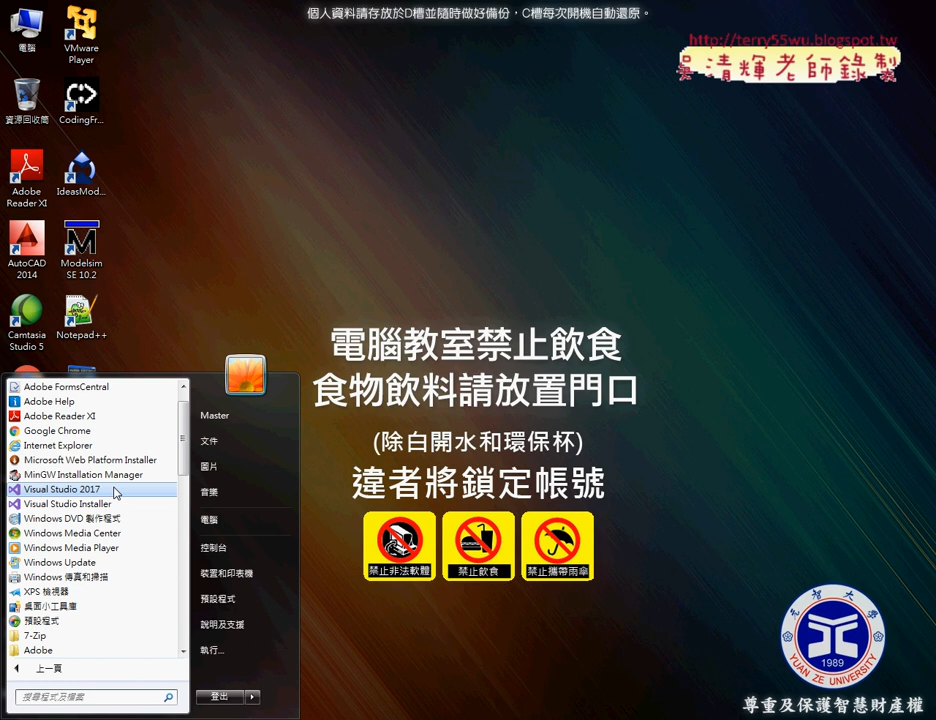 個人資料請存放於D槽並隨時做好備份，C槽每次開機自動還原。
http://terry55wu.blogspot.tw
吳清輝老師錄製
電腦
VMware Player
資源回收筒
CodingFr...
Adobe Reader XI
IdeasMod...
AutoCAD 2014
Modelsim SE 10.2
Camtasia Studio 5
Notepad++
電腦教室禁止飲食
食物飲料請放置門口
(除白開水和環保杯)
違者將鎖定帳號
禁止非法軟體
禁止飲食
禁止攜帶雨傘
Adobe FormsCentral
Adobe Help
Adobe Reader XI
Google Chrome
Internet Explorer
Microsoft Web Platform Installer
MinGW Installation Manager
Visual Studio 2017
Visual Studio Installer
Windows DVD 製作程式
Windows Media Center
Windows Media Player
Windows Update
Windows 傳真和掃描
XPS 檢視器
桌面小工具庫
預設程式
7-Zip
Adobe
上一頁
搜尋程式及檔案
Master
文件
圖片
音樂
電腦
控制台
裝置和印表機
預設程式
說明及支援
執行...
登出
元智大學
1989
YUAN ZE UNIVERSITY
尊重及保護智慧財產權